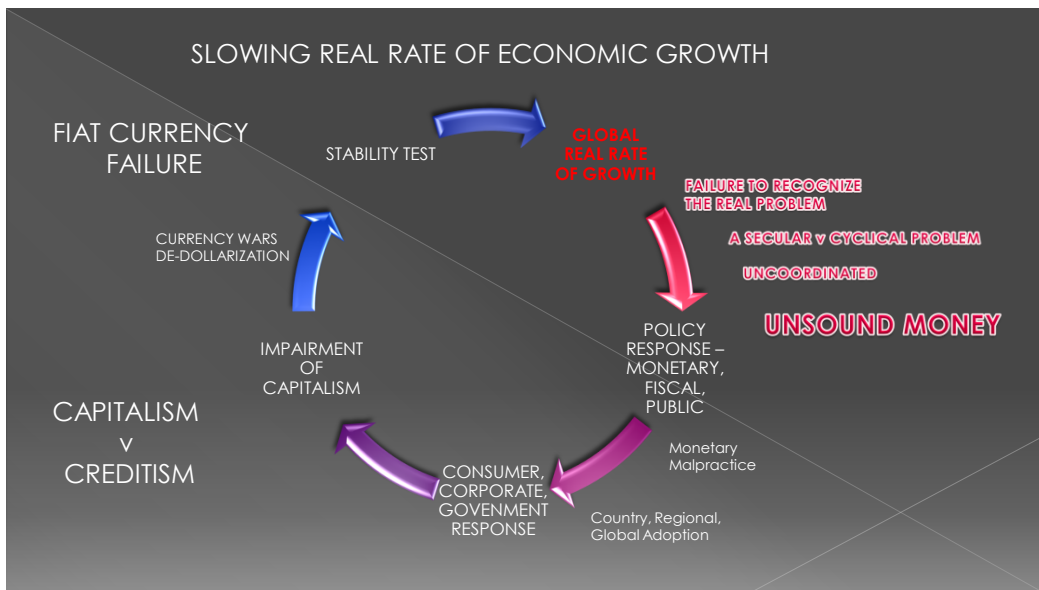 SLOWING REAL RATE OF ECONOMIC GROWTH
FIAT CURRENCY
FAILURE
STABILITY TEST
GLOBAL
REAL RATE
OF GROWTH
FAILURE TO RECOGNIZE
THE REAL PROBLEM
A SECULAR v CYCLICAL PROBLEM
UNCOORDINATED
UNSOUND MONEY
CURRENCY WARS
DE-DOLLARIZATION
IMPAIRMENT
OF
CAPITALISM
POLICY
RESPONSE –
MONETARY,
FISCAL,
PUBLIC
CAPITALISM
v
CREDITISM
Monetary
Malpractice
CONSUMER,
CORPORATE,
GOVENMENT
RESPONSE
Country, Regional,
Global Adoption